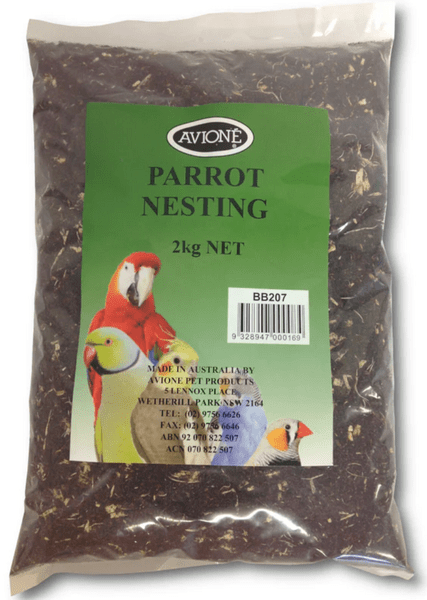 AVIONÉ
®
PARROT
NESTING
2kg NET
BB207
9 328947 000169
MADE IN AUSTRALIA BY
AVIONE PET PRODUCTS
5 LENNOX PLACE
WETHERILL PARK NSW 2164
TEL: (02) 9756 6626
FAX: (02) 9756 6646
ABN 92 070 822 507
ACN 070 822 507